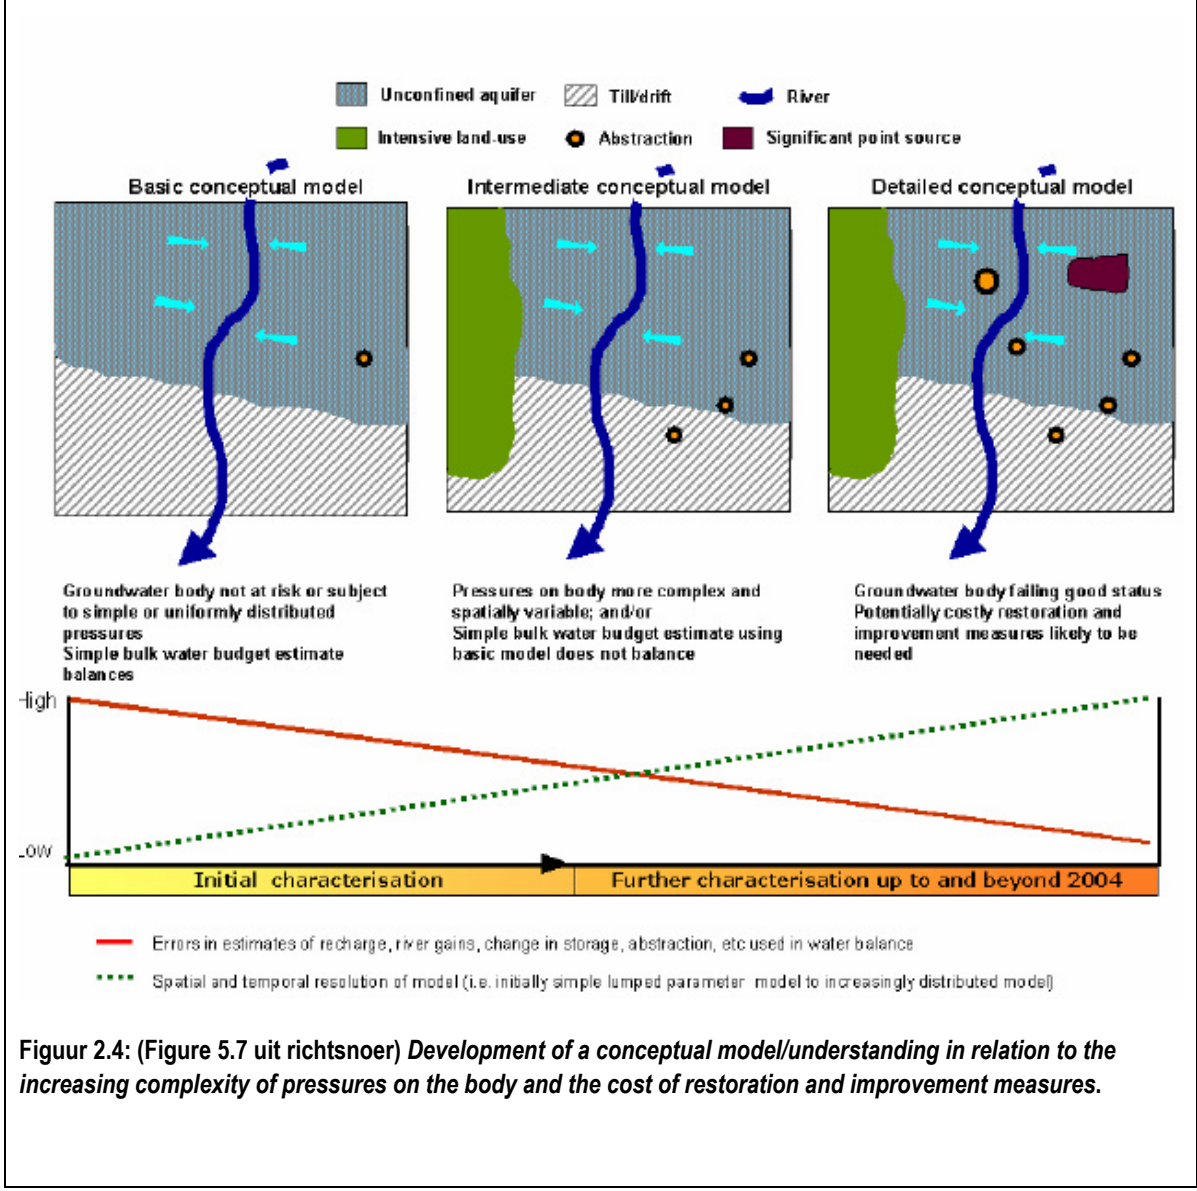 Unconfined aquifer Till/drift River
Intensive land-use Abstraction Significant point source
Basic conceptual model Intermediate conceptual model Detailed conceptual model
Groundwater body not at risk or subject
to simple or uniformly distributed
pressures
Simple bulk water budget estimate
balances
Pressures on body more complex and
spatially variable; and/or
Simple bulk water budget estimate using
basic model does not balance
Groundwater body failing good status
Potentially costly restoration and
improvement measures likely to be
needed
High
Low
Initial characterisation Further characterisation up to and beyond 2004
Errors in estimates of recharge, river gains, change in storage, abstraction, etc used in water balance
Spatial and temporal resolution of model (i.e. initially simple lumped parameter model to increasingly distributed model)
Figuur 2.4: (Figure 5.7 uit richtsnoer) Development of a conceptual model/understanding in relation to the
increasing complexity of pressures on the body and the cost of restoration and improvement measures.